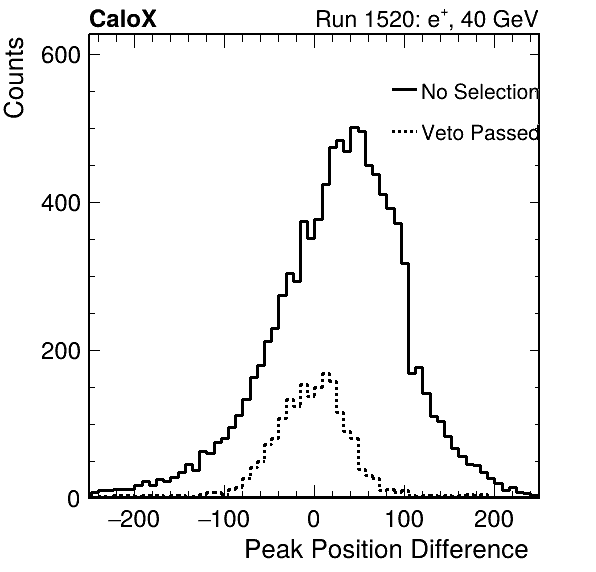 CaloX Run 1520: e⁺, 40 GeV
Counts
600
No Selection
Veto Passed
400
200
0
−200 −100 0 100 200
Peak Position Difference